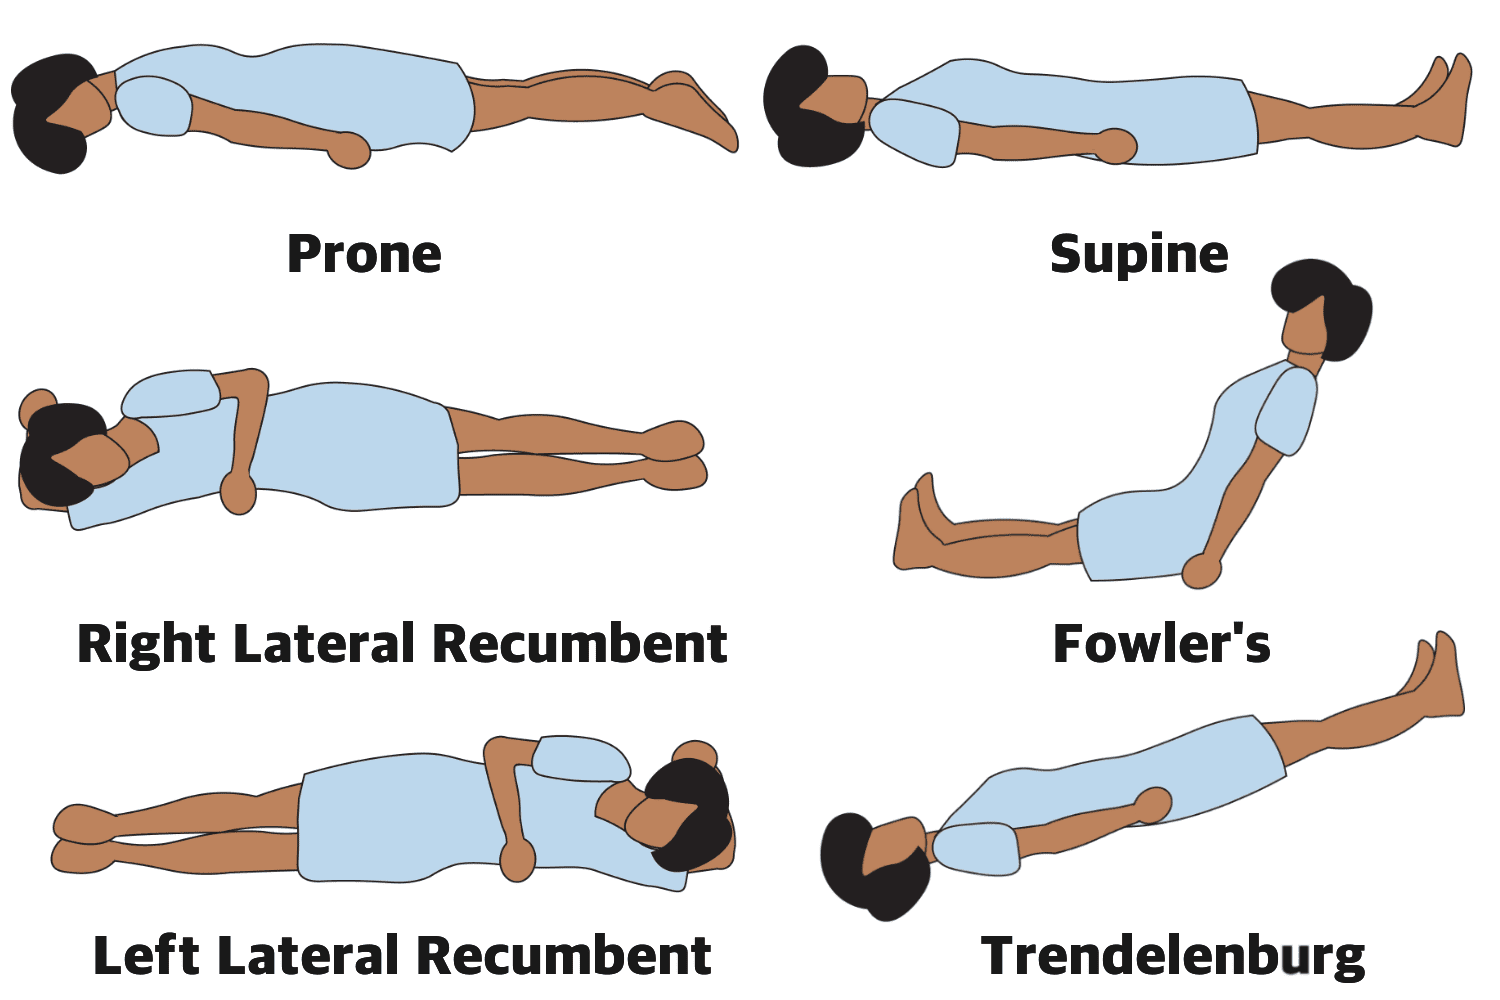 Prone
Supine
Right Lateral Recumbent
Fowler's
Left Lateral Recumbent
Trendelenburg